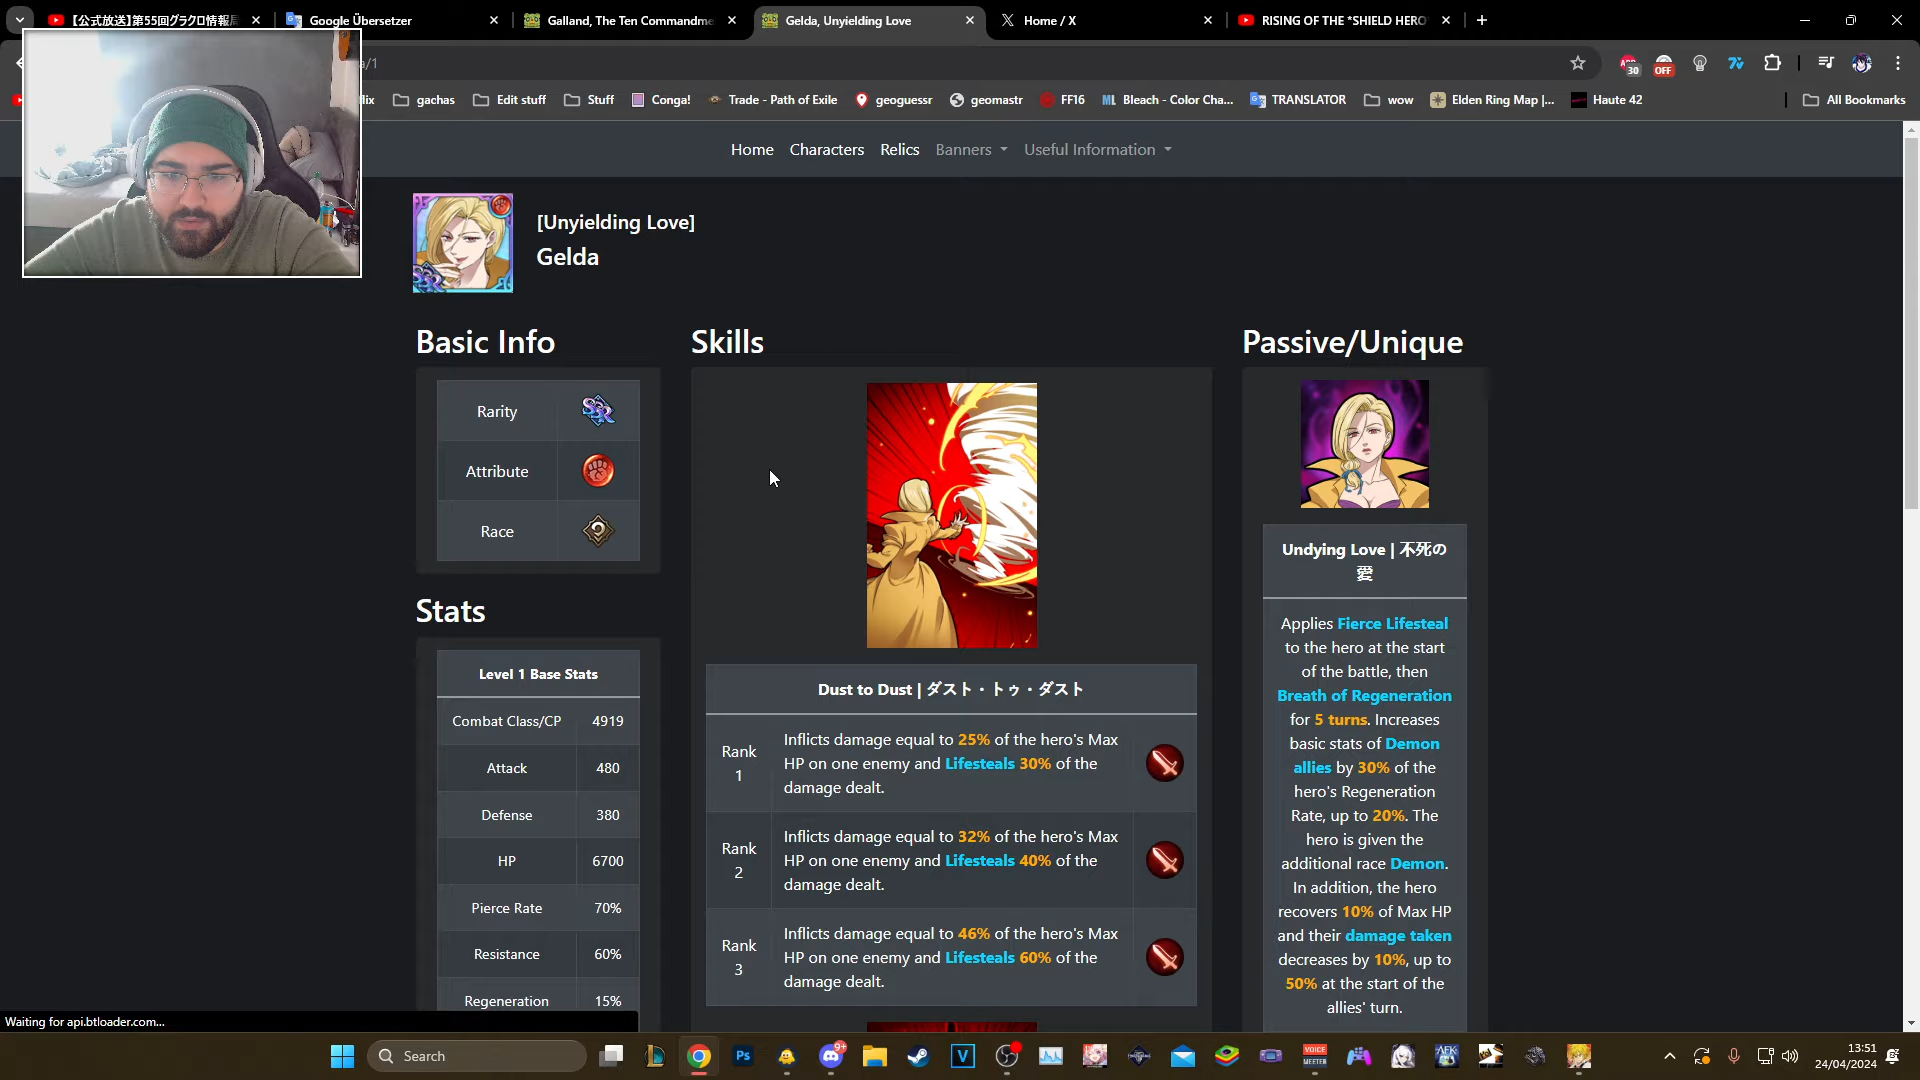 【公式放送】第55回グラクロ情報局
Google Übersetzer
Galland, The Ten Commandme
Gelda, Unyielding Love
Home / X
RISING OF THE *SHIELD HERO
a/1
30
OFF
flix
gachas
Edit stuff
Stuff
Conga!
Trade - Path of Exile
geoguessr
geomastr
FF16
Bleach - Color Cha...
TRANSLATOR
wow
Elden Ring Map |...
Haute 42
All Bookmarks
Home
Characters
Relics
Banners
Useful Information
[Unyielding Love]
Gelda
Basic Info
Skills
Passive/Unique
Rarity
Attribute
Race
Stats
Level 1 Base Stats
Combat Class/CP 4919
Attack 480
Defense 380
HP 6700
Pierce Rate 70%
Resistance 60%
Regeneration 15%
Dust to Dust | ダスト・トゥ・ダスト
Rank 1
Inflicts damage equal to 25% of the hero's Max
HP on one enemy and Lifesteals 30% of the
damage dealt.
Rank 2
Inflicts damage equal to 32% of the hero's Max
HP on one enemy and Lifesteals 40% of the
damage dealt.
Rank 3
Inflicts damage equal to 46% of the hero's Max
HP on one enemy and Lifesteals 60% of the
damage dealt.
Undying Love | 不死の
愛
Applies Fierce Lifesteal
to the hero at the start
of the battle, then
Breath of Regeneration
for 5 turns. Increases
basic stats of Demon
allies by 30% of the
hero's Regeneration
Rate, up to 20%. The
hero is given the
additional race Demon.
In addition, the hero
recovers 10% of Max HP
and their damage taken
decreases by 10%, up to
50% at the start of the
allies' turn.
Waiting for api.btloader.com...
Search
13:51
24/04/2024